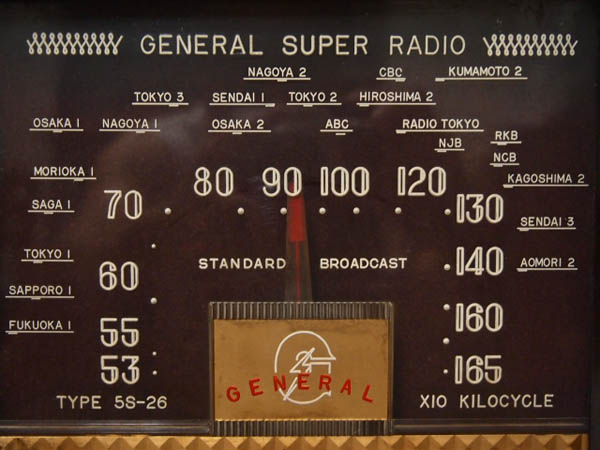 GENERAL SUPER RADIO
NAGOYA 2 CBC KUMAMOTO 2
TOKYO 3 SENDAI 1 TOKYO 2 HIROSHIMA 2
OSAKA 1 NAGOYA 1 OSAKA 2 ABC RADIO TOKYO
RKB
NJB
NCB
MORIOKA 1 KAGOSHIMA 2
80 90 100 120
SAGA 1 70 130
SENDAI 3
TOKYO 1 STANDARD BROADCAST 140 AOMORI 2
60
SAPPORO 1
160
FUKUOKA 1 55
53 165
GENERAL
TYPE 5S-26 X10 KILOCYCLE